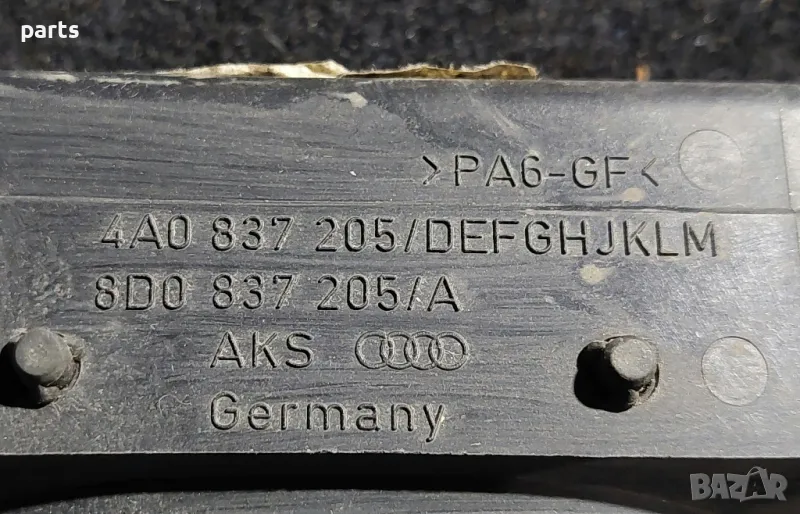 parts
>PA6-GF<
4A0 837 205/DEFGHJKLM
8D0 837 205/A
AKS
Germany
BAZAR